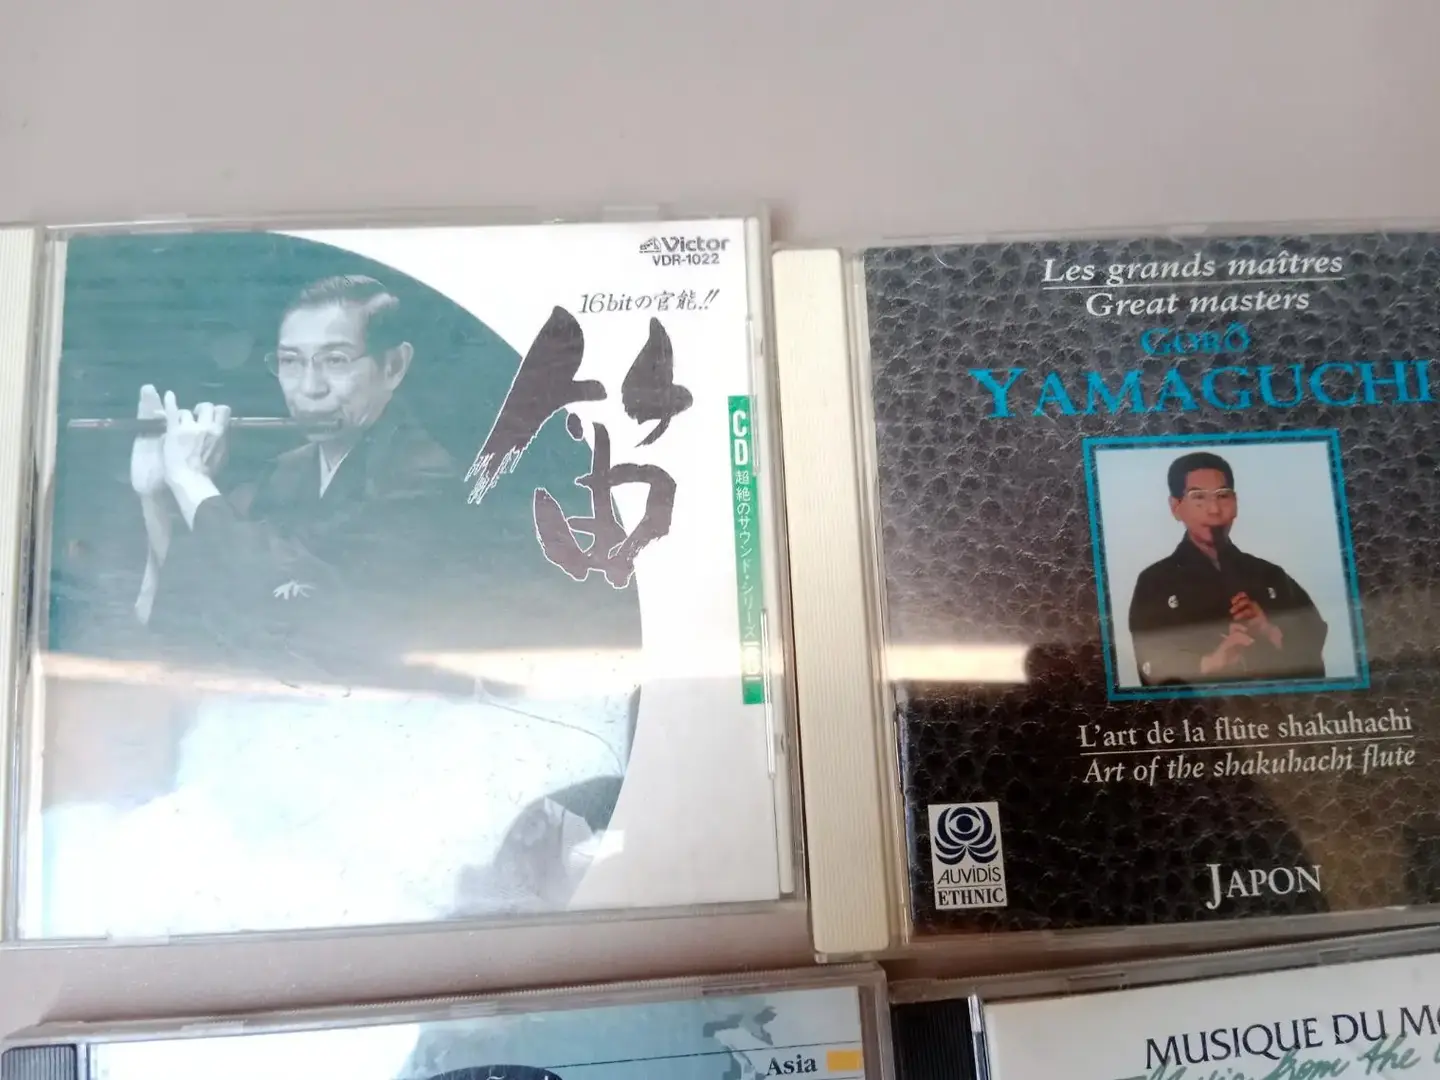 Victor
VDR-1022
16bitの官能!!
笛
CD
超絶のサウンド・シリーズ
Les grands maîtres
Great masters
GORÔ
YAMAGUCHI
L'art de la flûte shakuhachi
Art of the shakuhachi flute
AUVIDIS
ETHNIC
JAPON
Asia
MUSIQUE DU
from the